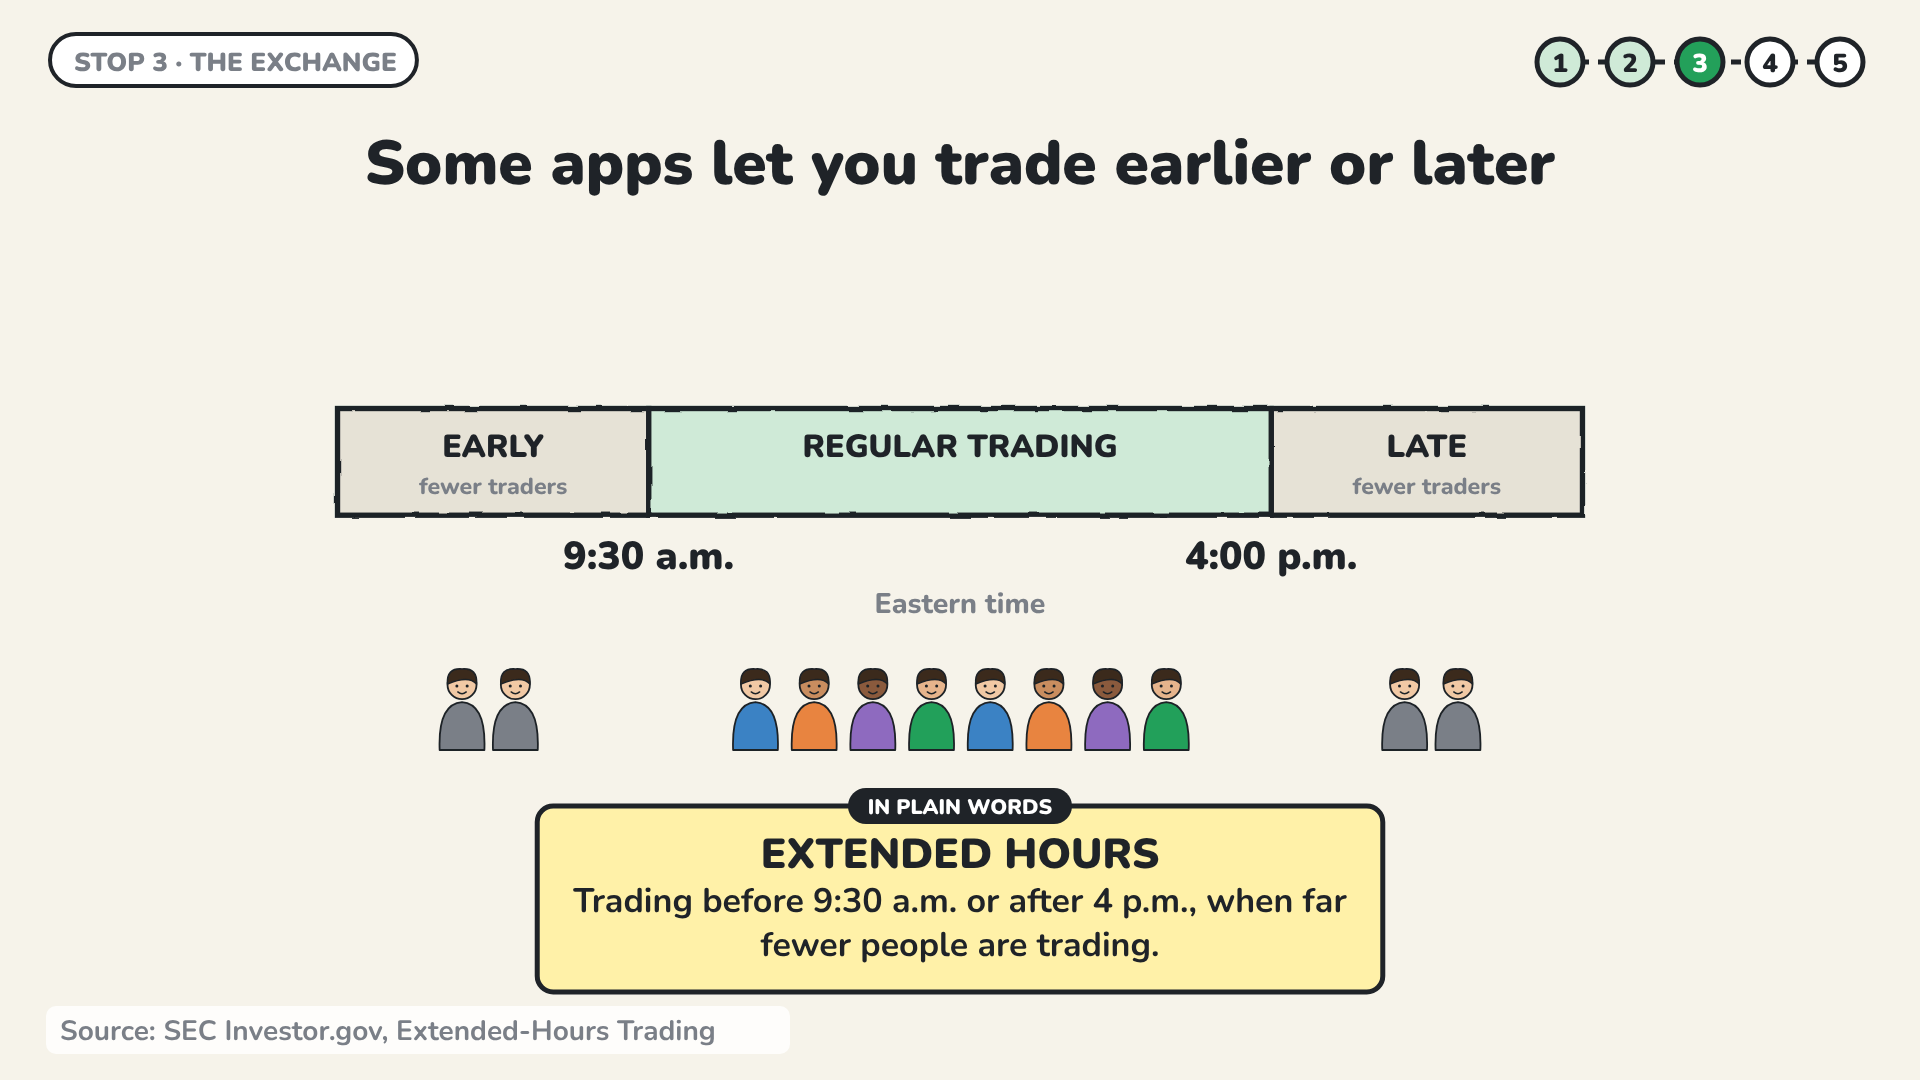 STOP 3 · THE EXCHANGE
1 2 3 4 5
Some apps let you trade earlier or later
EARLY
fewer traders
REGULAR TRADING
LATE
fewer traders
9:30 a.m.
4:00 p.m.
Eastern time
IN PLAIN WORDS
EXTENDED HOURS
Trading before 9:30 a.m. or after 4 p.m., when far
fewer people are trading.
Source: SEC Investor.gov, Extended-Hours Trading